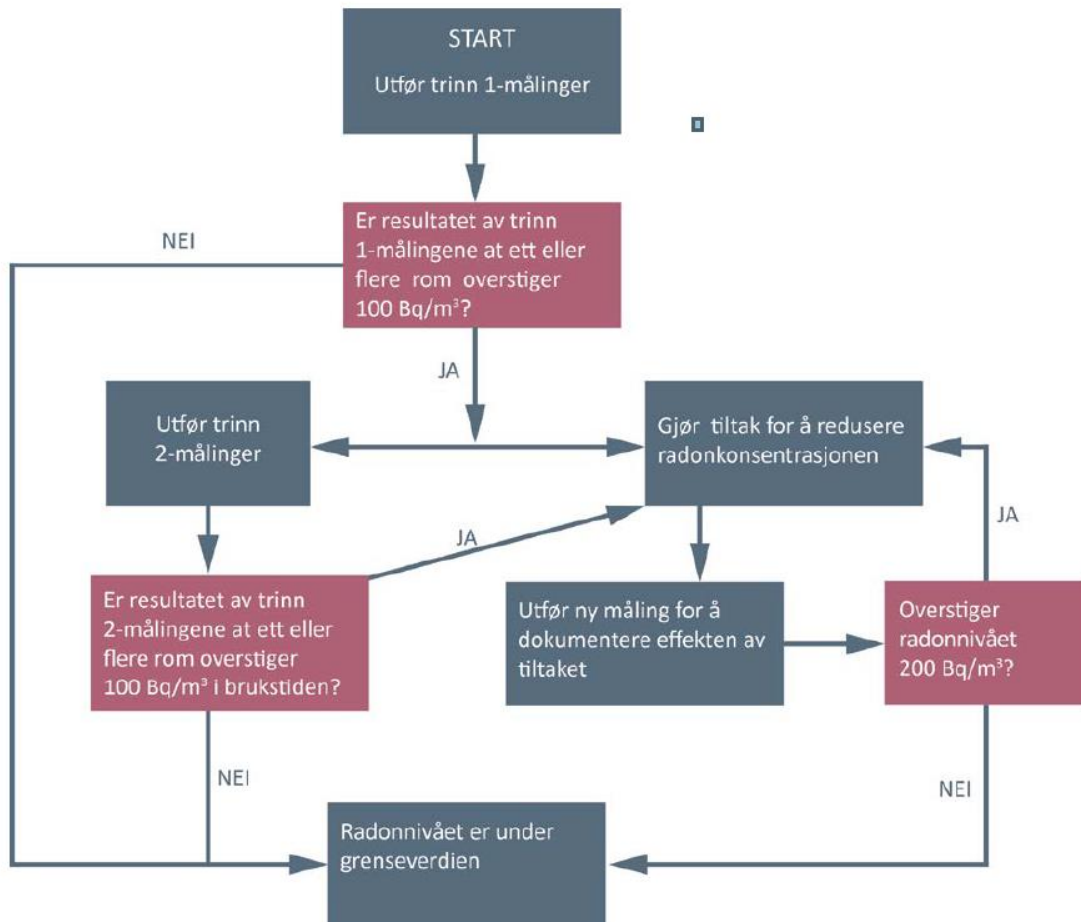 START
Utfør trinn 1-målinger
NEI
Er resultatet av trinn
1-målingene at ett eller
flere rom overstiger
100 Bq/m³?
JA
Utfør trinn
2-målinger
Gjør tiltak for å redusere
radonkonsentrasjonen
JA
JA
Er resultatet av trinn
2-målingene at ett eller
flere rom overstiger
100 Bq/m³ i brukstiden?
Utfør ny måling for å
dokumentere effekten av
tiltaket
Overstiger
radonnivået
200 Bq/m³?
NEI
NEI
Radonnivået er under
grenseverdien